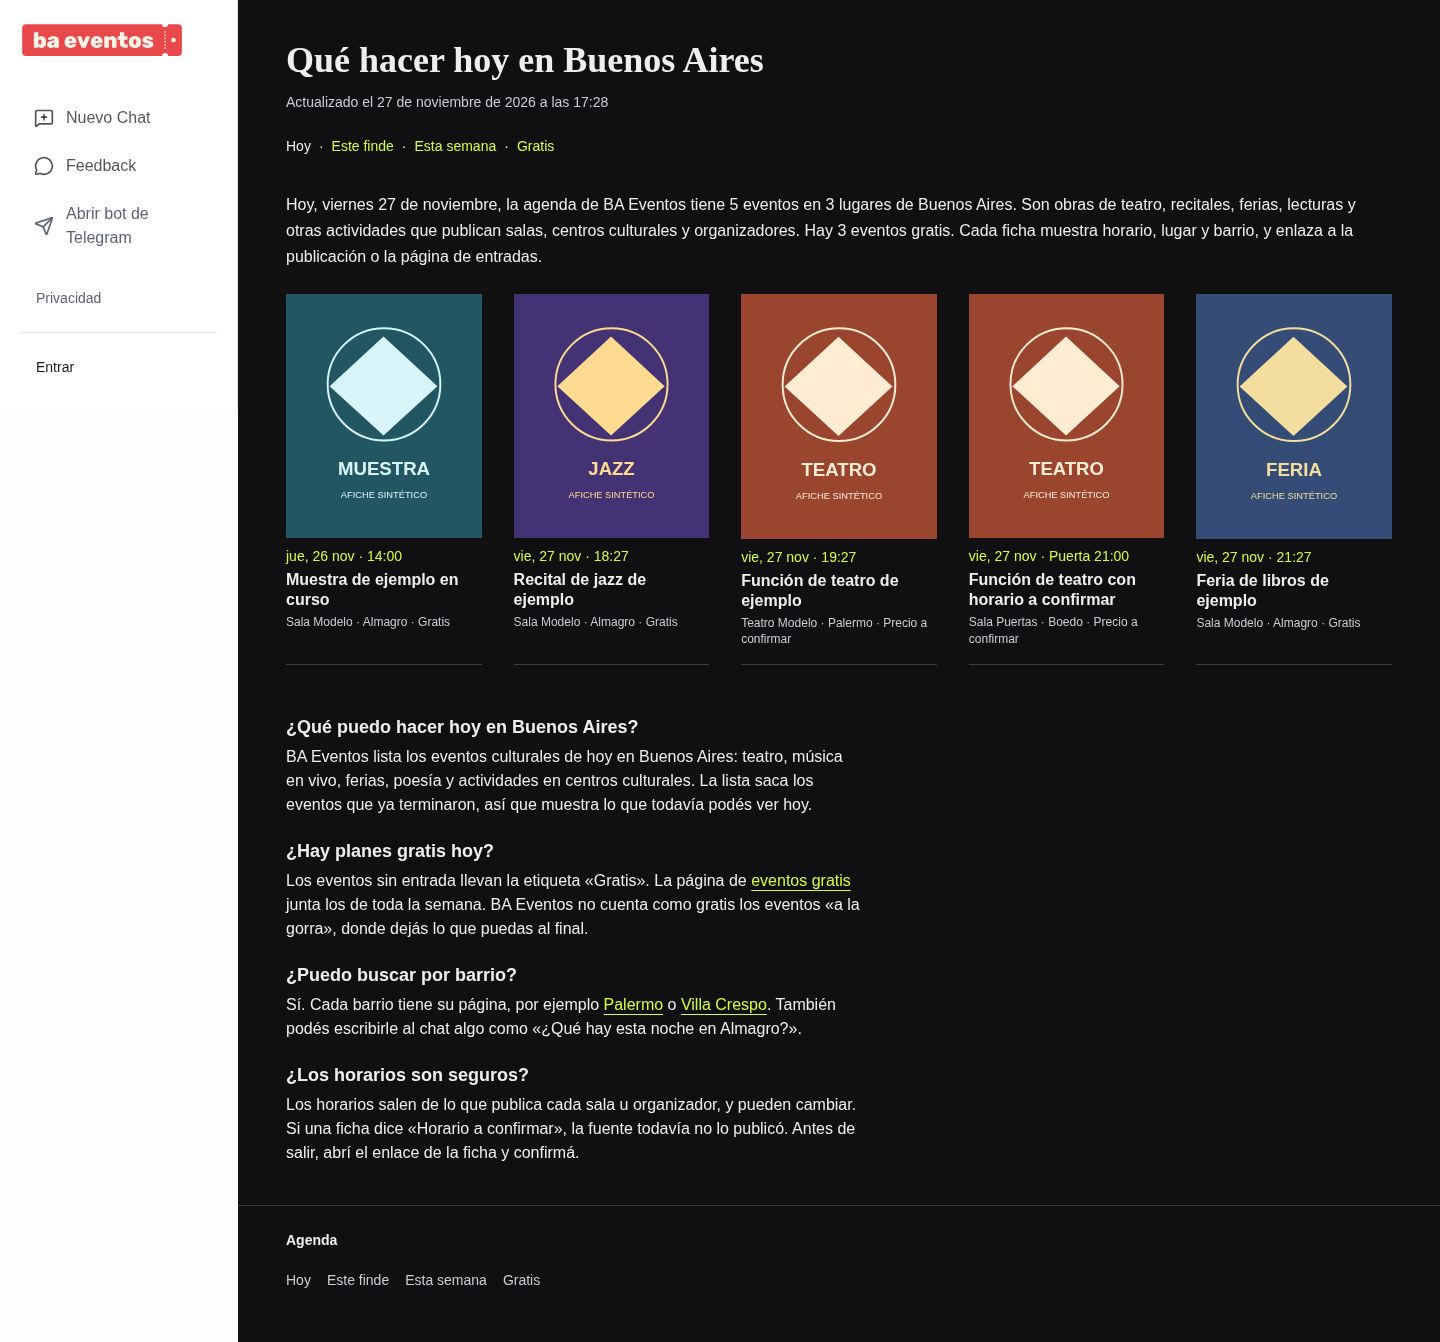 ba eventos
Nuevo Chat
Feedback
Abrir bot de
Telegram
Privacidad
Entrar
Qué hacer hoy en Buenos Aires
Actualizado el 27 de noviembre de 2026 a las 17:28
Hoy · Este finde · Esta semana · Gratis
Hoy, viernes 27 de noviembre, la agenda de BA Eventos tiene 5 eventos en 3 lugares de Buenos Aires. Son obras de teatro, recitales, ferias, lecturas y
otras actividades que publican salas, centros culturales y organizadores. Hay 3 eventos gratis. Cada ficha muestra horario, lugar y barrio, y enlaza a la
publicación o la página de entradas.
MUESTRA
AFICHE SINTÉTICO
jue, 26 nov · 14:00
Muestra de ejemplo en
curso
Sala Modelo · Almagro · Gratis
JAZZ
AFICHE SINTÉTICO
vie, 27 nov · 18:27
Recital de jazz de
ejemplo
Sala Modelo · Almagro · Gratis
TEATRO
AFICHE SINTÉTICO
vie, 27 nov · 19:27
Función de teatro de
ejemplo
Teatro Modelo · Palermo · Precio a
confirmar
TEATRO
AFICHE SINTÉTICO
vie, 27 nov · Puerta 21:00
Función de teatro con
horario a confirmar
Sala Puertas · Boedo · Precio a
confirmar
FERIA
AFICHE SINTÉTICO
vie, 27 nov · 21:27
Feria de libros de
ejemplo
Sala Modelo · Almagro · Gratis
¿Qué puedo hacer hoy en Buenos Aires?
BA Eventos lista los eventos culturales de hoy en Buenos Aires: teatro, música
en vivo, ferias, poesía y actividades en centros culturales. La lista saca los
eventos que ya terminaron, así que muestra lo que todavía podés ver hoy.
¿Hay planes gratis hoy?
Los eventos sin entrada llevan la etiqueta «Gratis». La página de eventos gratis
junta los de toda la semana. BA Eventos no cuenta como gratis los eventos «a la
gorra», donde dejás lo que puedas al final.
¿Puedo buscar por barrio?
Sí. Cada barrio tiene su página, por ejemplo Palermo o Villa Crespo. También
podés escribirle al chat algo como «¿Qué hay esta noche en Almagro?».
¿Los horarios son seguros?
Los horarios salen de lo que publica cada sala u organizador, y pueden cambiar.
Si una ficha dice «Horario a confirmar», la fuente todavía no lo publicó. Antes de
salir, abrí el enlace de la ficha y confirmá.
Agenda
Hoy Este finde Esta semana Gratis